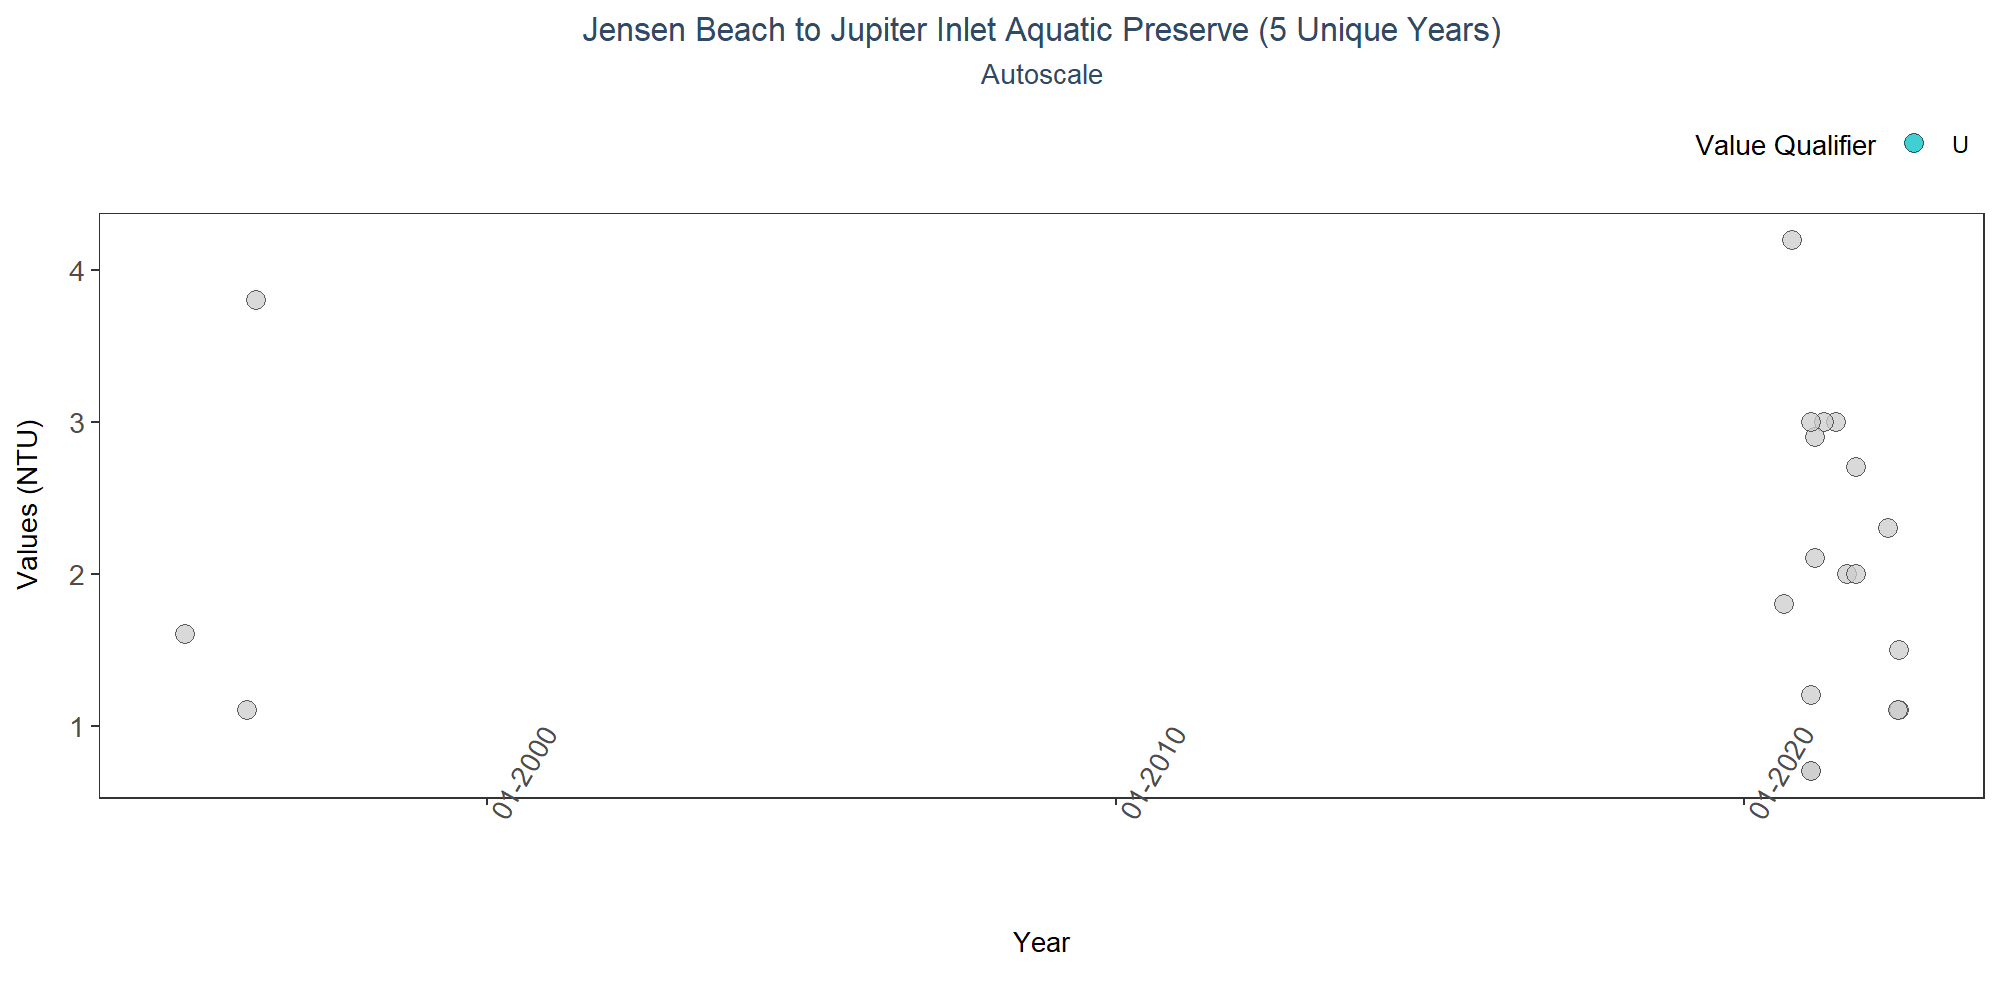 Jensen Beach to Jupiter Inlet Aquatic Preserve (5 Unique Years)
Autoscale
Value Qualifier U
Values (NTU)
4
3
2
1
01-2000
01-2010
01-2020
Year